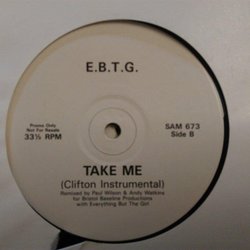 E.B.T.G.
Promo Only
Not For Resale
33⅓ RPM
SAM 673
Side B
TAKE ME
(Clifton Instrumental)
Remixed by Paul Wilson & Andy Watkins
for Bristol Baseline Productions
with Everything But The Girl